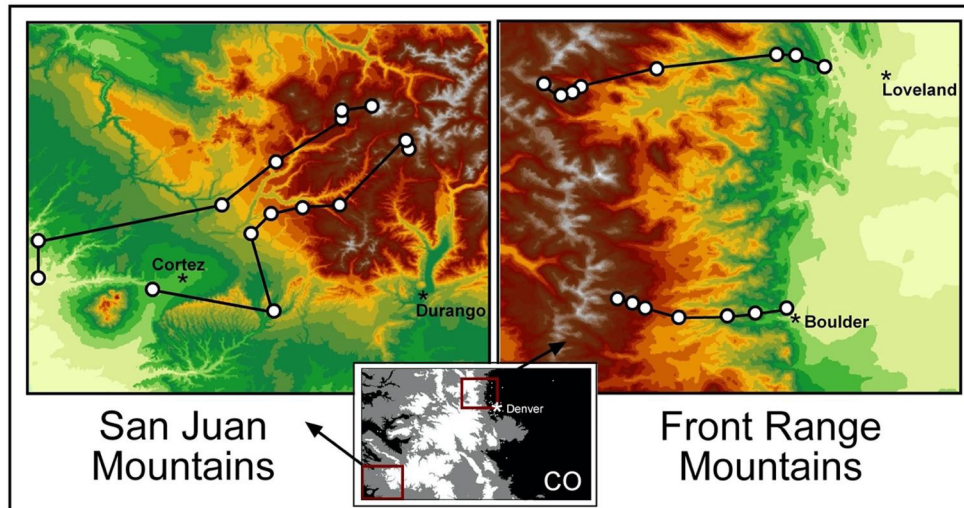 Cortez
*
*
Durango
*
Loveland
* Boulder
San Juan
Mountains
* Denver
CO
Front Range
Mountains